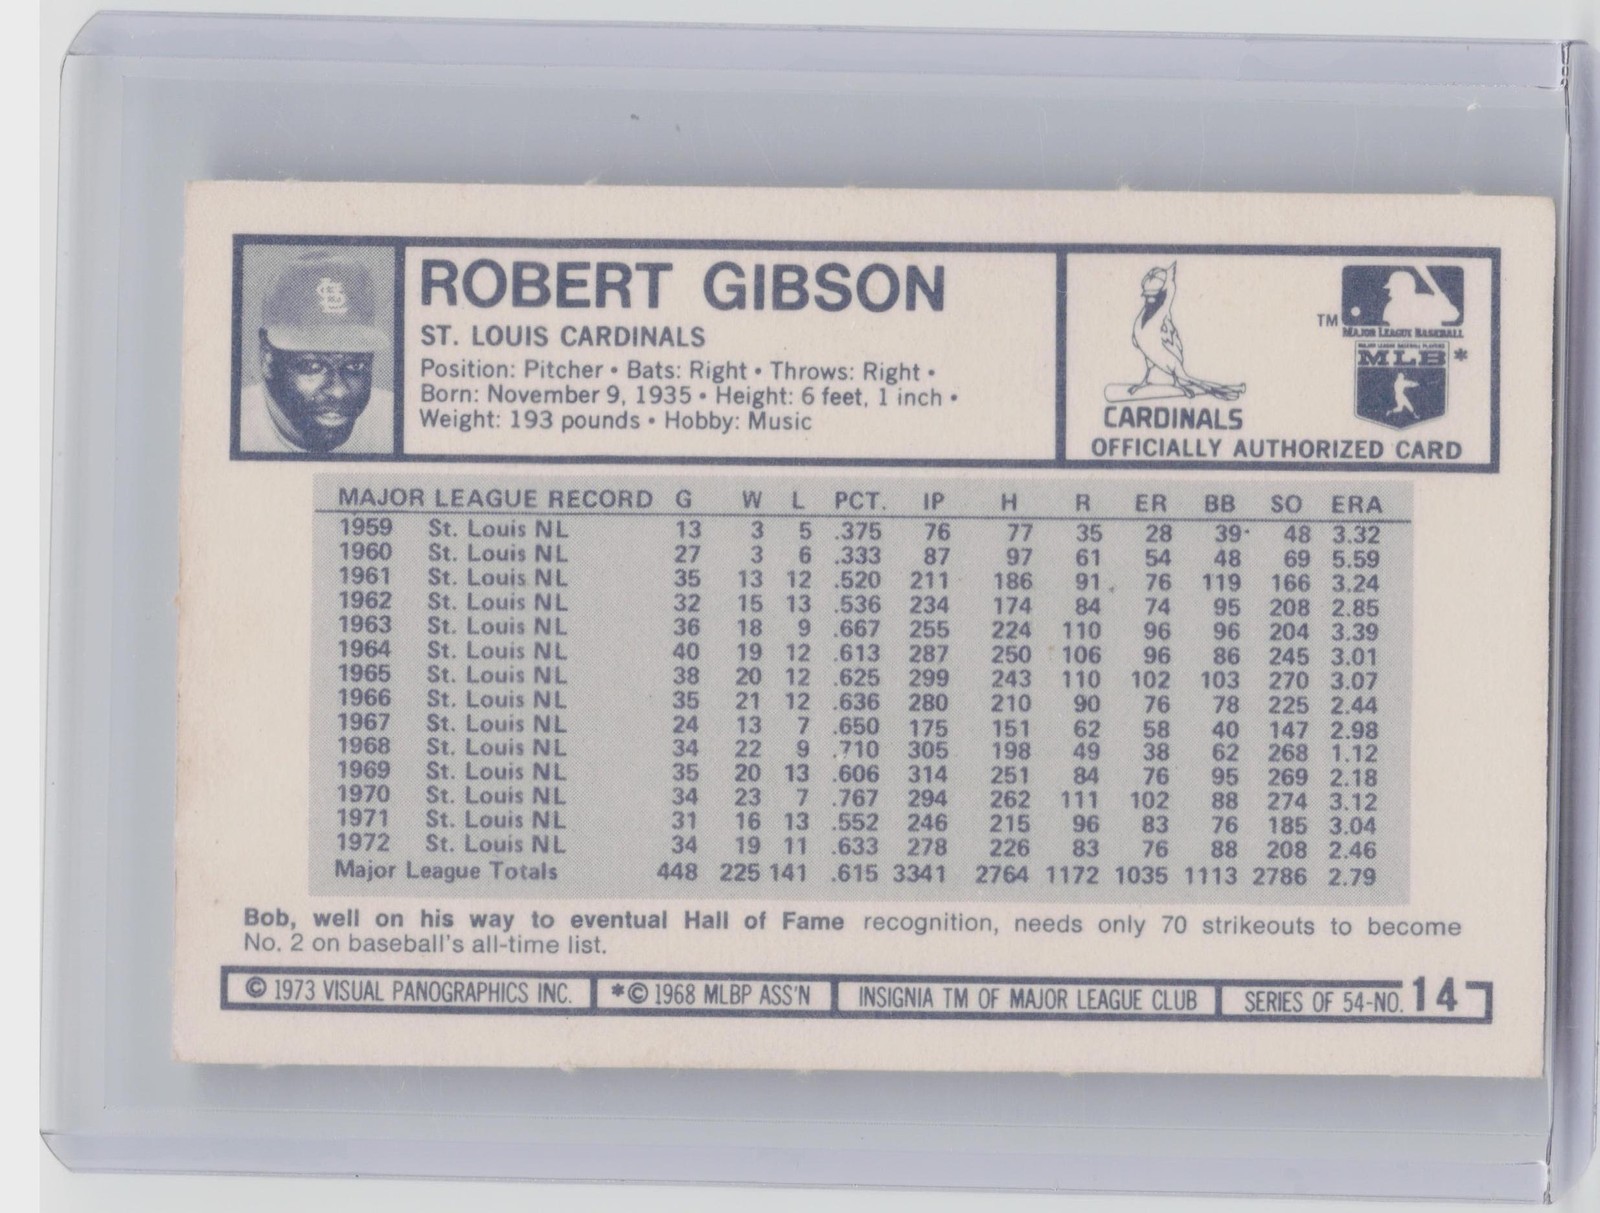 ROBERT GIBSON
ST. LOUIS CARDINALS
Position: Pitcher • Bats: Right • Throws: Right •
Born: November 9, 1935 • Height: 6 feet, 1 inch •
Weight: 193 pounds • Hobby: Music
TM
MAJOR LEAGUE BASEBALL
MAJOR LEAGUE BASEBALL PLAYERS
MLB *
CARDINALS
OFFICIALLY AUTHORIZED CARD
MAJOR LEAGUE RECORD G W L PCT. IP H R ER BB SO ERA
1959 St. Louis NL 13 3 5 .375 76 77 35 28 39 48 3.32
1960 St. Louis NL 27 3 6 .333 87 97 61 54 48 69 5.59
1961 St. Louis NL 35 13 12 .520 211 186 91 76 119 166 3.24
1962 St. Louis NL 32 15 13 .536 234 174 84 74 95 208 2.85
1963 St. Louis NL 36 18 9 .667 255 224 110 96 96 204 3.39
1964 St. Louis NL 40 19 12 .613 287 250 106 96 86 245 3.01
1965 St. Louis NL 38 20 12 .625 299 243 110 102 103 270 3.07
1966 St. Louis NL 35 21 12 .636 280 210 90 76 78 225 2.44
1967 St. Louis NL 24 13 7 .650 175 151 62 58 40 147 2.98
1968 St. Louis NL 34 22 9 .710 305 198 49 38 62 268 1.12
1969 St. Louis NL 35 20 13 .606 314 251 84 76 95 269 2.18
1970 St. Louis NL 34 23 7 .767 294 262 111 102 88 274 3.12
1971 St. Louis NL 31 16 13 .552 246 215 96 83 76 185 3.04
1972 St. Louis NL 34 19 11 .633 278 226 83 76 88 208 2.46
Major League Totals 448 225 141 .615 3341 2764 1172 1035 1113 2786 2.79
Bob, well on his way to eventual Hall of Fame recognition, needs only 70 strikeouts to become
No. 2 on baseball's all-time list.
© 1973 VISUAL PANOGRAPHICS INC. *© 1968 MLBP ASS'N INSIGNIA TM OF MAJOR LEAGUE CLUB SERIES OF 54-NO. 14